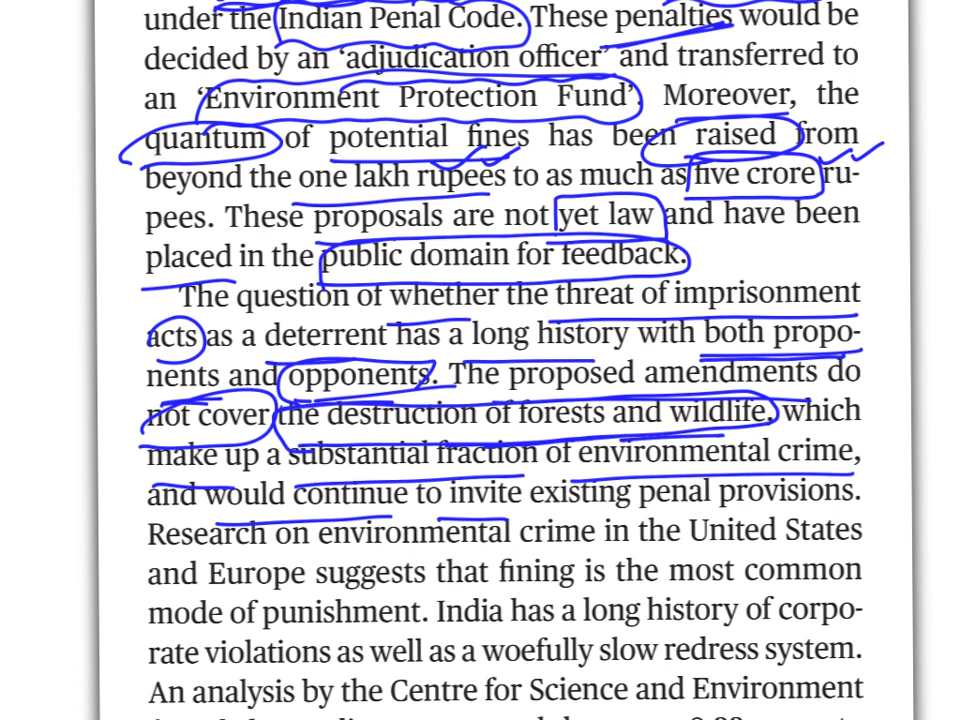 under the Indian Penal Code. These penalties would be
decided by an ‘adjudication officer’ and transferred to
an ‘Environment Protection Fund’. Moreover, the
quantum of potential fines has been raised from
beyond the one lakh rupees to as much as five crore ru-
pees. These proposals are not yet law and have been
placed in the public domain for feedback.
The question of whether the threat of imprisonment
acts as a deterrent has a long history with both propo-
nents and opponents. The proposed amendments do
not cover the destruction of forests and wildlife, which
make up a substantial fraction of environmental crime,
and would continue to invite existing penal provisions.
Research on environmental crime in the United States
and Europe suggests that fining is the most common
mode of punishment. India has a long history of corpo-
rate violations as well as a woefully slow redress system.
An analysis by the Centre for Science and Environment